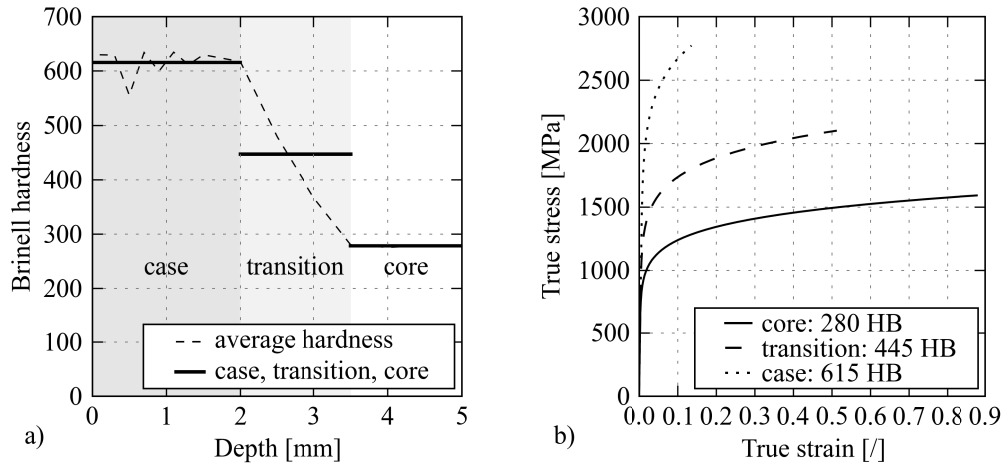 700
600
500
400
300
200
100
0
Brinell hardness
case
transition
core
average hardness
case, transition, core
0
1
2
3
4
5
Depth [mm]
a)
3000
2500
2000
1500
1000
500
0
True stress [MPa]
core: 280 HB
transition: 445 HB
case: 615 HB
0.0 0.1 0.2 0.3 0.4 0.5 0.6 0.7 0.8 0.9
True strain [/]
b)